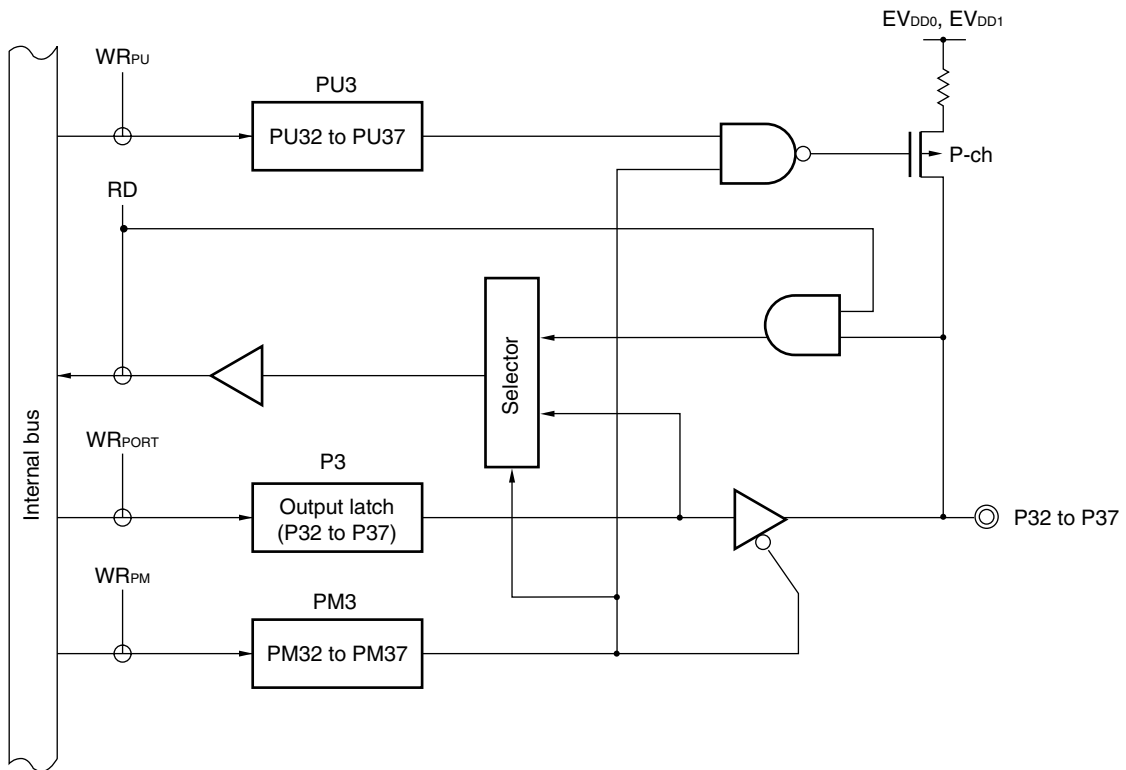 EVDD0, EVDD1
WRPU
PU3
PU32 to PU37
P-ch
RD
Selector
Internal bus
WRPORT
P3
Output latch
(P32 to P37)
P32 to P37
WRPM
PM3
PM32 to PM37